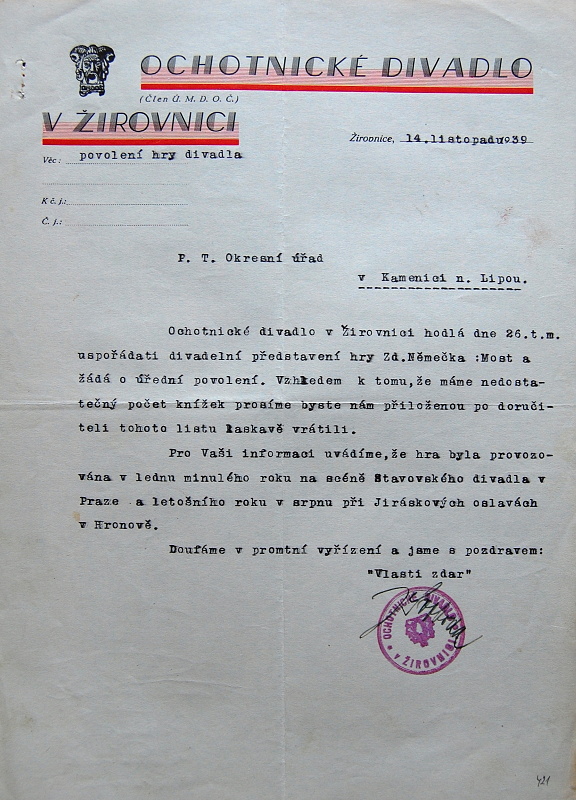 OCHOTNICKÉ DIVADLO
(Člen Ú. M. D. O. Č.)
V ŽIROVNICI
Žirovnice, 14.listopadu 1939
Věc: povolení hry divadla
K č. j.:
Č. j.:
P. T. Okresní úřad
v Kamenici n. Lipou.
Ochotnické divadlo v Žirovnici hodlá dne 26.t.m.
uspořádati divadelní představení hry Zd.Němečka :Most a
žádá o úřední povolení. Vzhledem k tomu,že máme nedosta-
tečný počet knížek prosíme byste nám přiloženou po doruči-
teli tohoto listu laskavě vrátili.
Pro Vaši informaci uvádíme,že hra byla provozo-
vána v lednu minulého roku na scéně Stavovského divadla v
Praze a letošního roku v srpnu při Jiráskových oslavách
v Hronově.
Doufáme v promtní vyřízení a jsme s pozdravem:
"Vlasti zdar"
OCHOTNICKÉ DIVADLO
v ŽIROVNICI
421